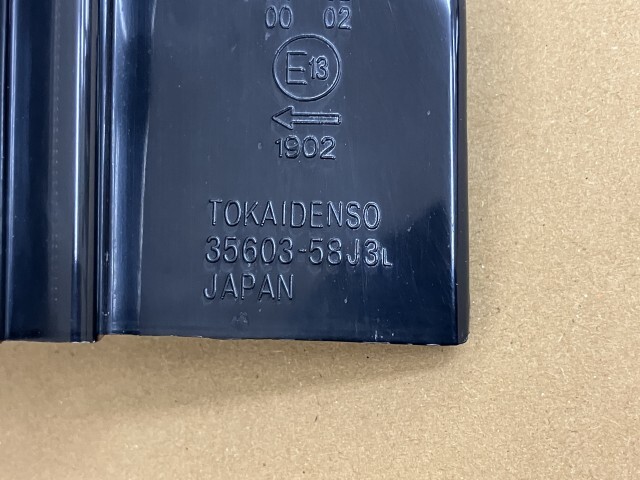 00 02
E13
1902
TOKAIDENSO
35603-58J3L
JAPAN